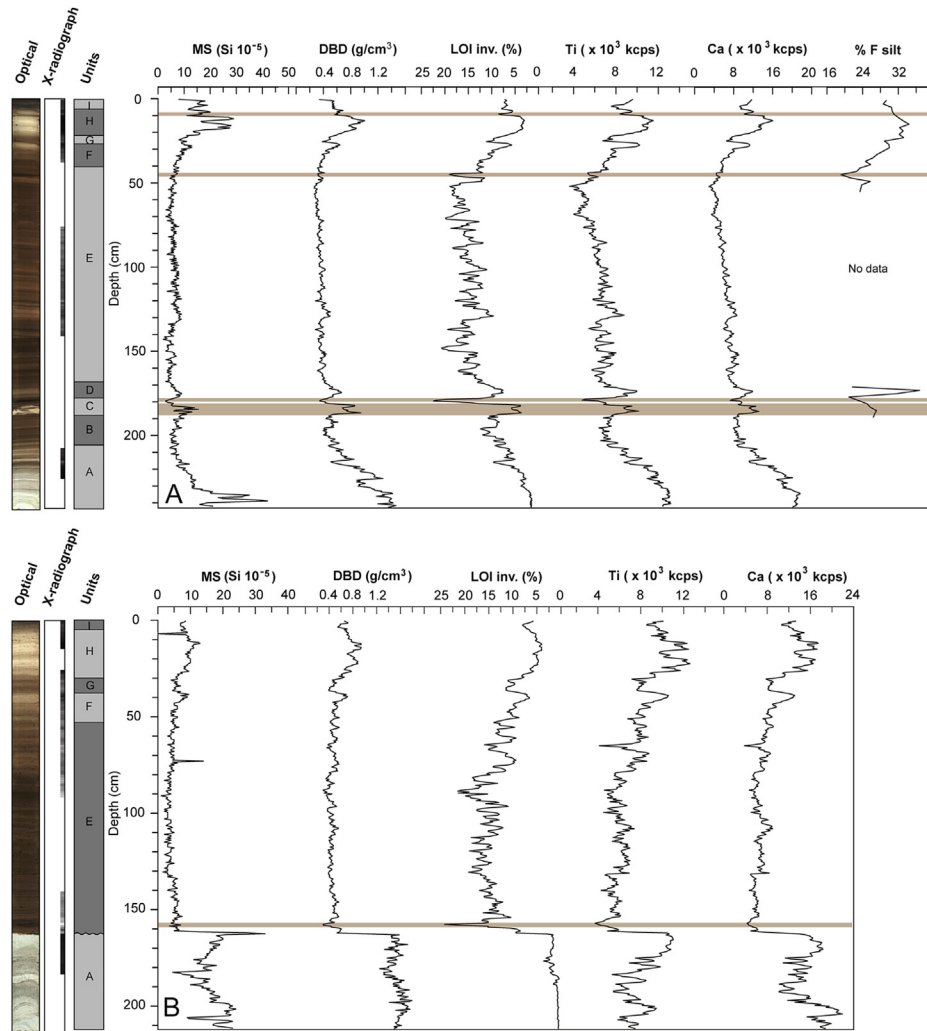 Optical X-radiograph Units
MS (Si 10⁻⁵) DBD (g/cm³) LOI inv. (%) Ti ( x 10³ kcps) Ca ( x 10³ kcps) % F silt
0 10 20 30 40 50 0.4 0.8 1.2 25 20 15 10 5 0 4 8 12 0 8 16 20 16 24 32
0
50
100
150
200
Depth (cm)
I
H
G
F
E
D
C
B
A
No data
A
Optical X-radiograph Units
MS (Si 10⁻⁵) DBD (g/cm³) LOI inv. (%) Ti ( x 10³ kcps) Ca ( x 10³ kcps)
0 10 20 30 40 50 0.4 0.8 1.2 25 20 15 10 5 0 4 8 12 0 8 16 24
0
50
100
150
200
Depth (cm)
I
H
G
F
E
A
B